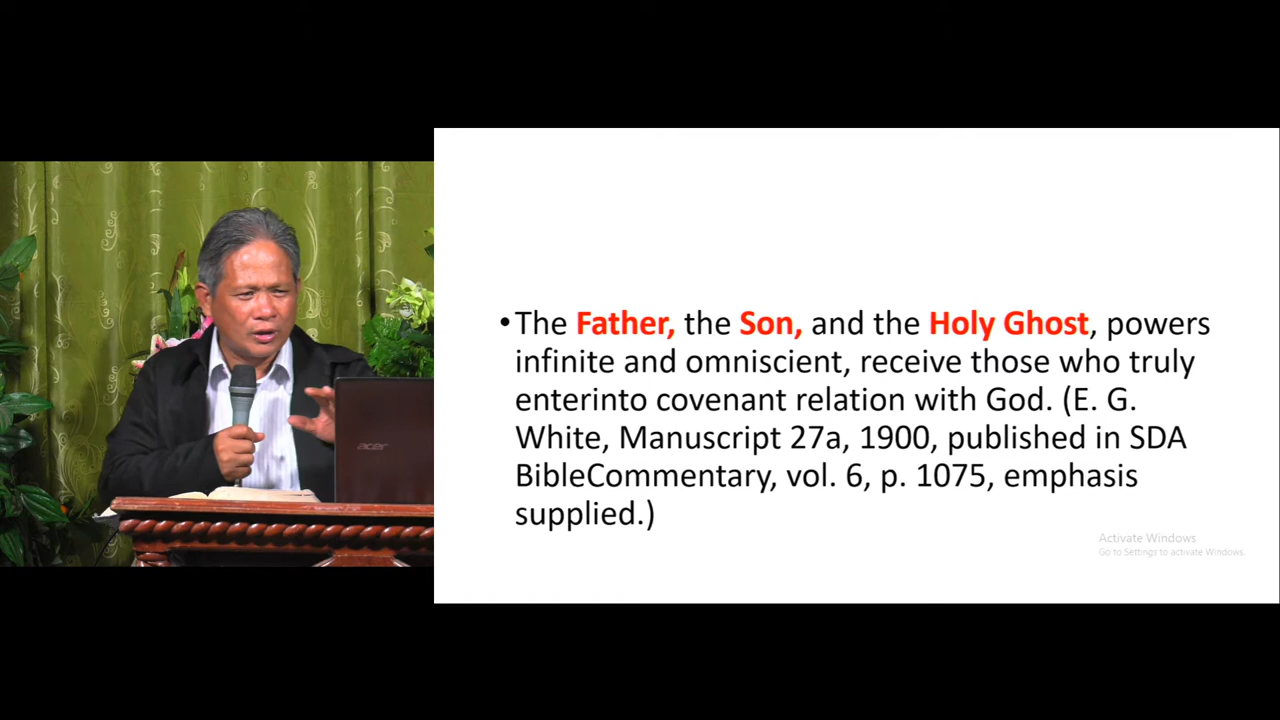 •The Father, the Son, and the Holy Ghost, powers
infinite and omniscient, receive those who truly
enterinto covenant relation with God. (E. G.
White, Manuscript 27a, 1900, published in SDA
BibleCommentary, vol. 6, p. 1075, emphasis
supplied.)
acer
Activate Windows
Go to Settings to activate Windows.